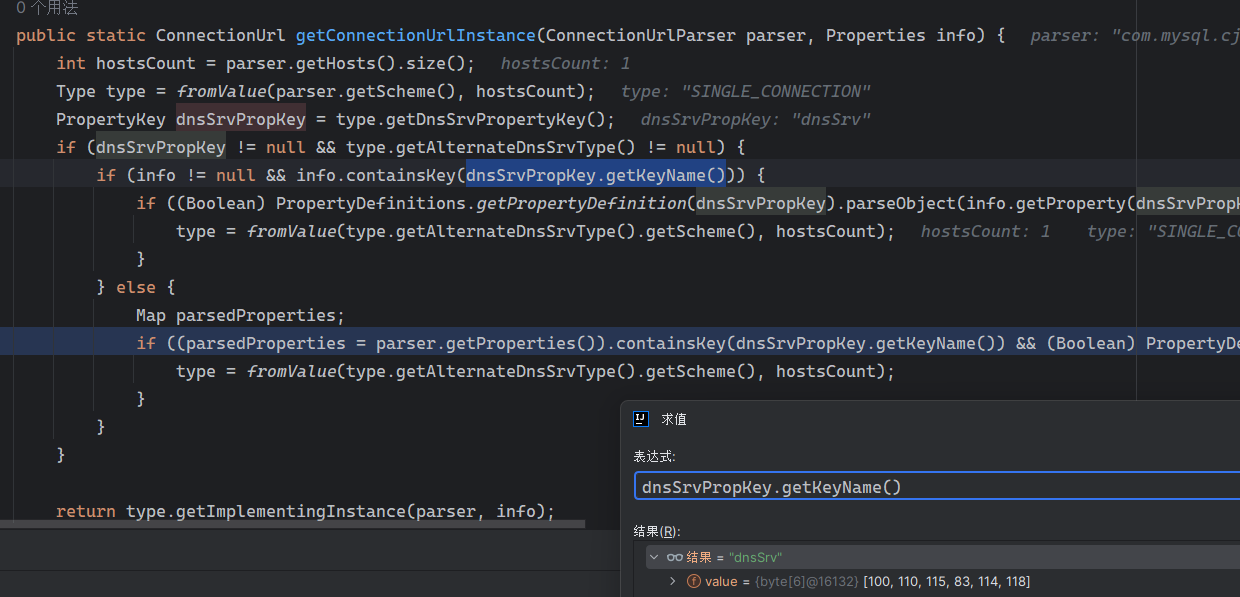 0 个用法
public static ConnectionUrl getConnectionUrlInstance(ConnectionUrlParser parser, Properties info) { parser: "com.mysql.cj
int hostsCount = parser.getHosts().size(); hostsCount: 1
Type type = fromValue(parser.getScheme(), hostsCount); type: "SINGLE_CONNECTION"
PropertyKey dnsSrvPropKey = type.getDnsSrvPropertyKey(); dnsSrvPropKey: "dnsSrv"
if (dnsSrvPropKey != null && type.getAlternateDnsSrvType() != null) {
if (info != null && info.containsKey(dnsSrvPropKey.getKeyName())) {
if ((Boolean) PropertyDefinitions.getPropertyDefinition(dnsSrvPropKey).parseObject(info.getProperty(dnsSrvPropK
type = fromValue(type.getAlternateDnsSrvType().getScheme(), hostsCount); hostsCount: 1 type: "SINGLE_CO
}
} else {
Map parsedProperties;
if ((parsedProperties = parser.getProperties()).containsKey(dnsSrvPropKey.getKeyName()) && (Boolean) PropertyDe
type = fromValue(type.getAlternateDnsSrvType().getScheme(), hostsCount);
}
}
}
return type.getImplementingInstance(parser, info);
IJ 求值
表达式:
dnsSrvPropKey.getKeyName()
结果(R):
结果 = "dnsSrv"
f value = {byte[6]@16132} [100, 110, 115, 83, 114, 118]